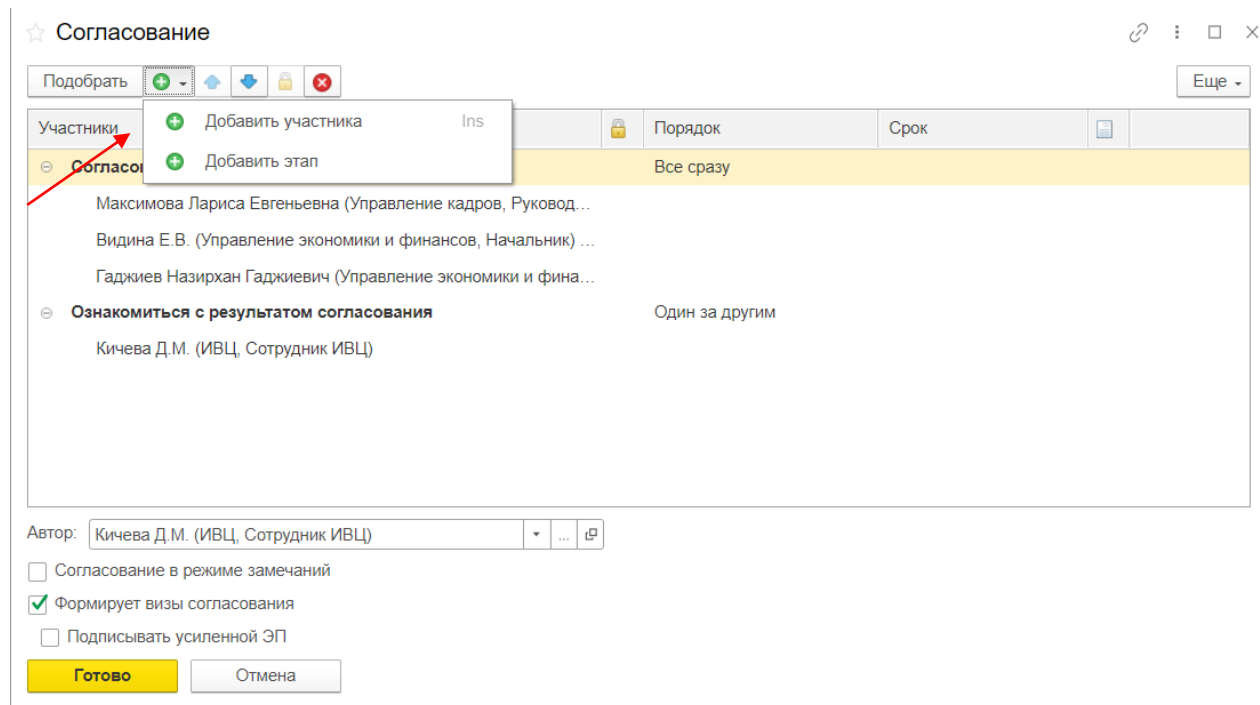 Согласование
Подобрать
Еще
Добавить участника Ins
Добавить этап
Участники Порядок Срок
Все сразу
Максимова Лариса Евгеньевна (Управление кадров, Руковод...
Видина Е.В. (Управление экономики и финансов, Начальник) ...
Гаджиев Назирхан Гаджиевич (Управление экономики и фина...
Ознакомиться с результатом согласования Один за другим
Кичева Д.М. (ИВЦ, Сотрудник ИВЦ)
Автор: Кичева Д.М. (ИВЦ, Сотрудник ИВЦ) ...
Согласование в режиме замечаний
Формирует визы согласования
Подписывать усиленной ЭП
Готово Отмена